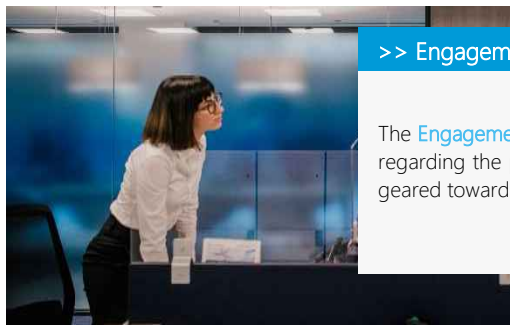 >> Engagem
The Engageme
regarding the
geared toward